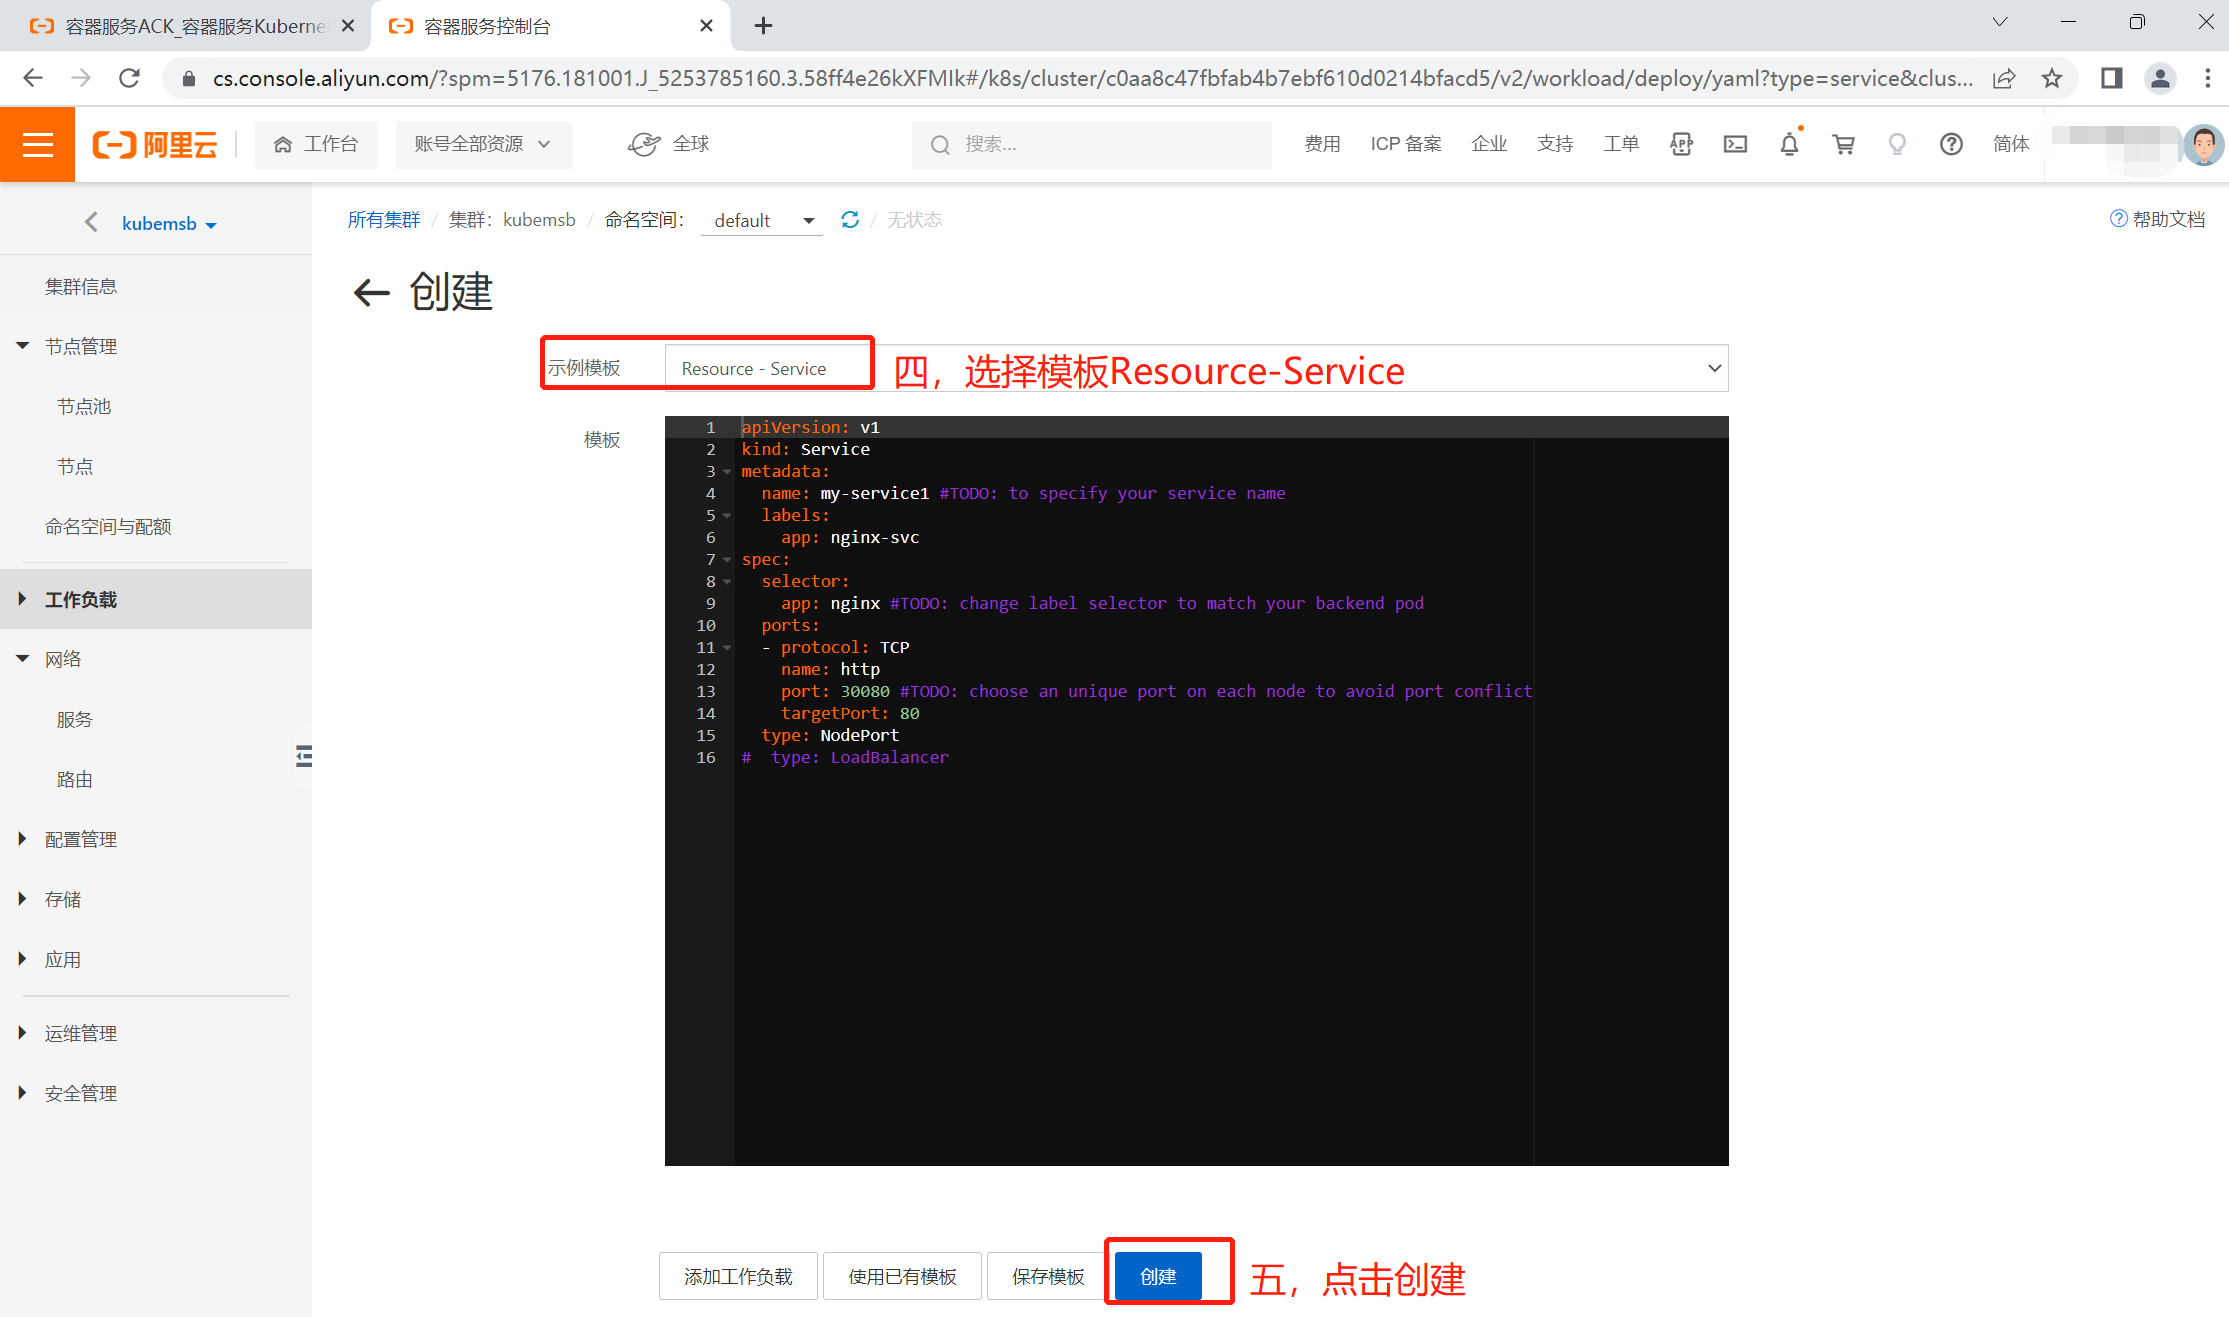 容器服务ACK_容器服务Kuberne
容器服务控制台
cs.console.aliyun.com/?spm=5176.181001.J_5253785160.3.58ff4e26kXFMIk#/k8s/cluster/c0aa8c47fbfab4b7ebf610d0214bfacd5/v2/workload/deploy/yaml?type=service&clus...
阿里云
工作台
账号全部资源
全球
搜索...
费用
ICP 备案
企业
支持
工单
APP
简体
kubemsb
所有集群 / 集群：kubemsb / 命名空间： default / 无状态
帮助文档
集群信息
节点管理
节点池
节点
命名空间与配额
工作负载
网络
服务
路由
配置管理
存储
应用
运维管理
安全管理
创建
示例模板
Resource - Service
四，选择模板Resource-Service
模板
1 apiVersion: v1
2 kind: Service
3 metadata:
4   name: my-service1 #TODO: to specify your service name
5   labels:
6     app: nginx-svc
7 spec:
8   selector:
9     app: nginx #TODO: change label selector to match your backend pod
10   ports:
11   - protocol: TCP
12     name: http
13     port: 30080 #TODO: choose an unique port on each node to avoid port conflict
14     targetPort: 80
15   type: NodePort
16 #  type: LoadBalancer
添加工作负载
使用已有模板
保存模板
创建
五，点击创建